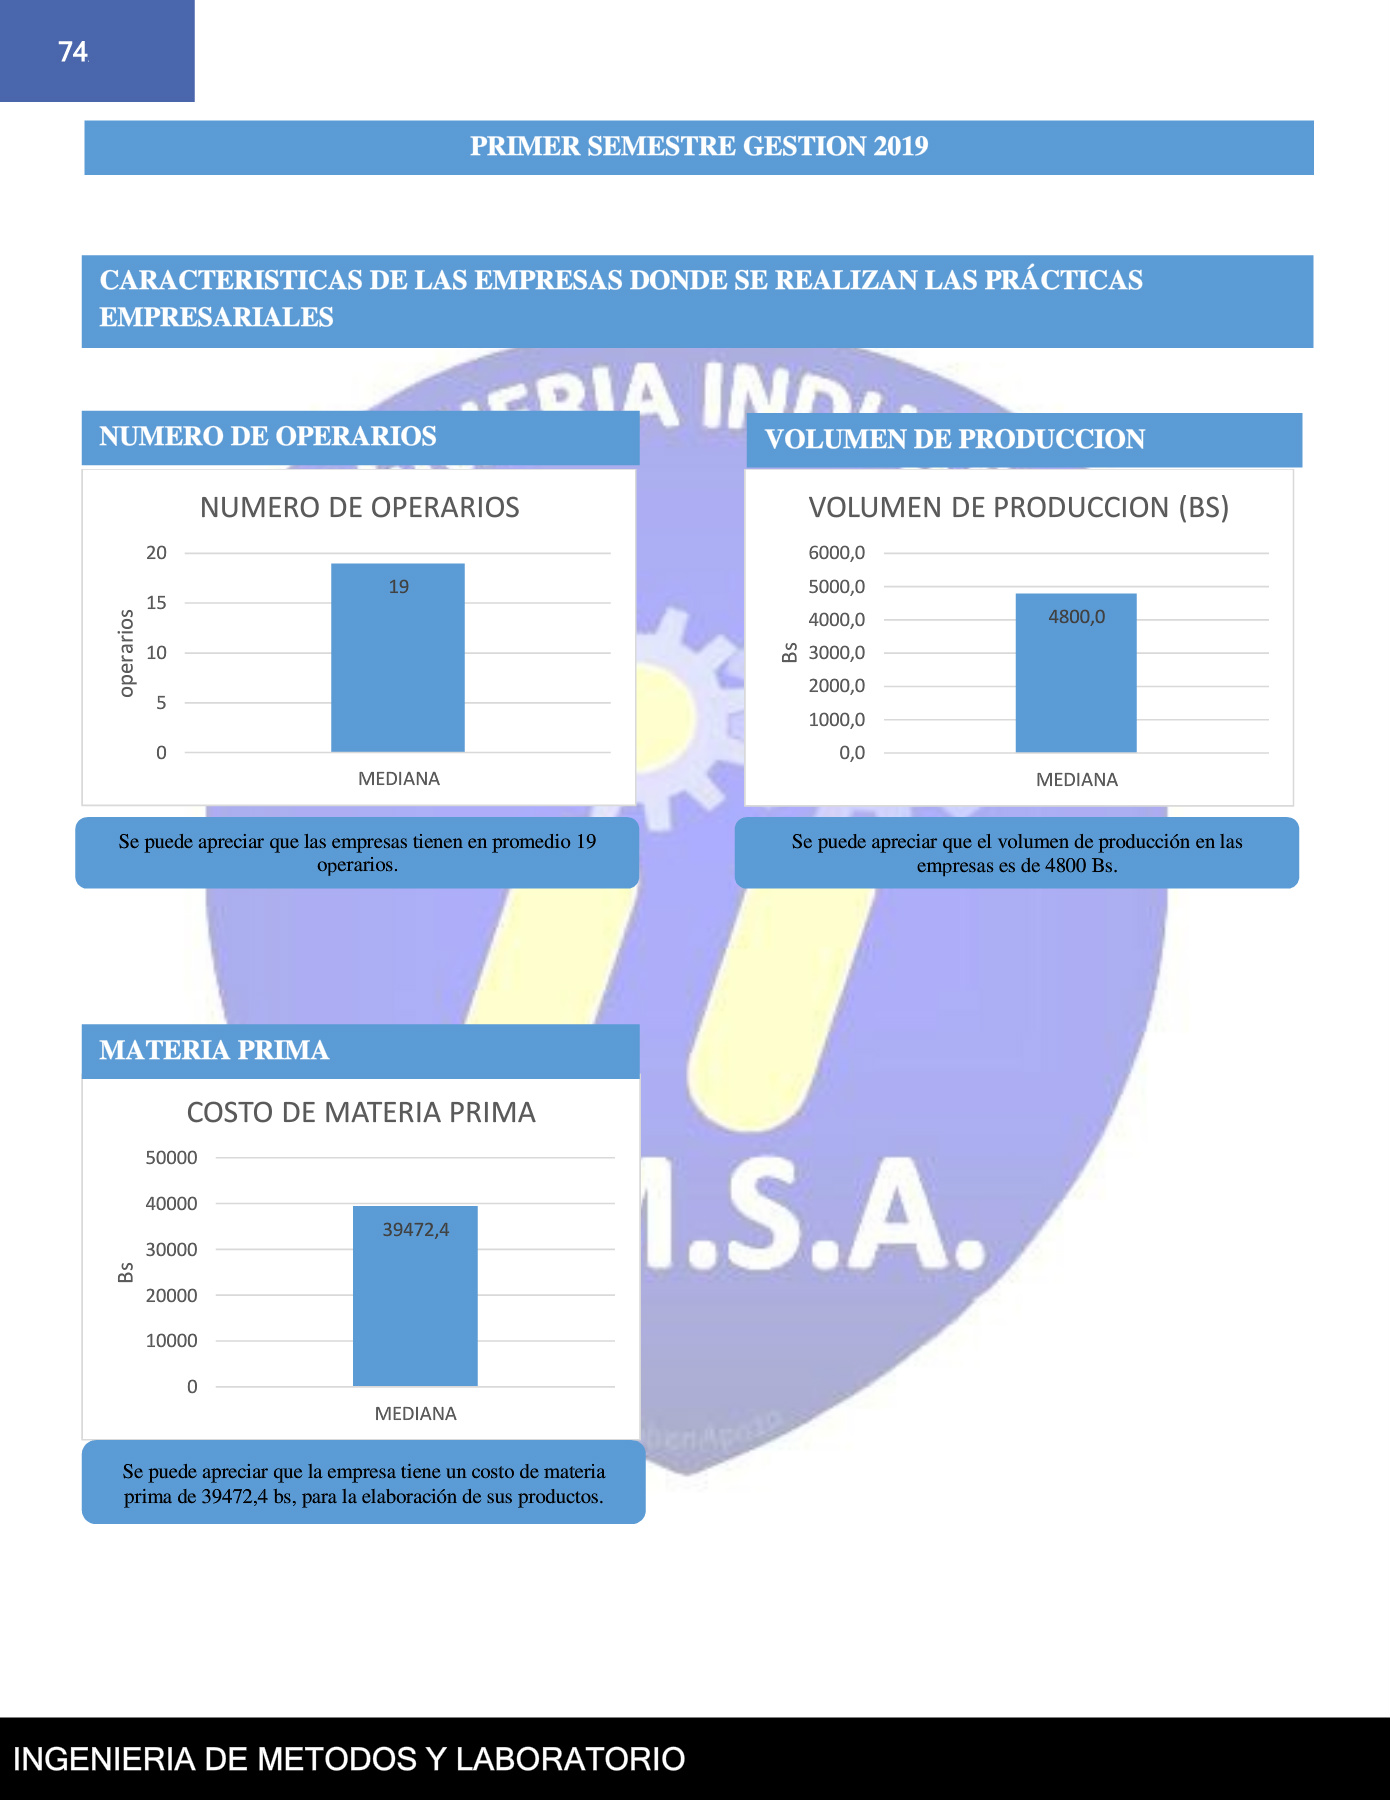 74
PRIMER SEMESTRE GESTION 2019
CARACTERISTICAS DE LAS EMPRESAS DONDE SE REALIZAN LAS PRÁCTICAS
EMPRESARIALES
NUMERO DE OPERARIOS
NUMERO DE OPERARIOS
20
15
10
5
0
operarios
19
MEDIANA
Se puede apreciar que las empresas tienen en promedio 19
operarios.
VOLUMEN DE PRODUCCION
VOLUMEN DE PRODUCCION (BS)
6000,0
5000,0
4000,0
3000,0
2000,0
1000,0
0,0
Bs
4800,0
MEDIANA
Se puede apreciar que el volumen de producción en las
empresas es de 4800 Bs.
MATERIA PRIMA
COSTO DE MATERIA PRIMA
50000
40000
30000
20000
10000
0
Bs
39472,4
MEDIANA
Se puede apreciar que la empresa tiene un costo de materia
prima de 39472,4 bs, para la elaboración de sus productos.
.S.A.
INGENIERIA DE METODOS Y LABORATORIO